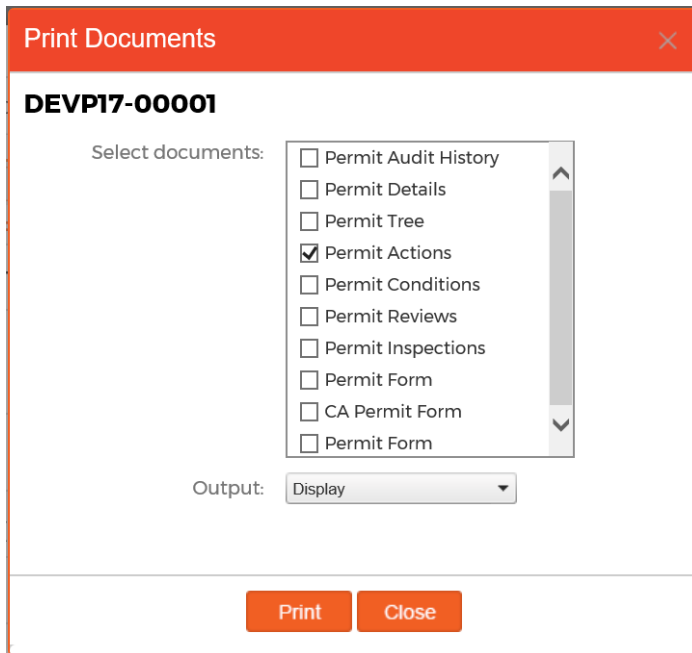 Print Documents
DEVP17-00001
Select documents:
Permit Audit History
Permit Details
Permit Tree
Permit Actions
Permit Conditions
Permit Reviews
Permit Inspections
Permit Form
CA Permit Form
Permit Form
Output: Display
Print Close